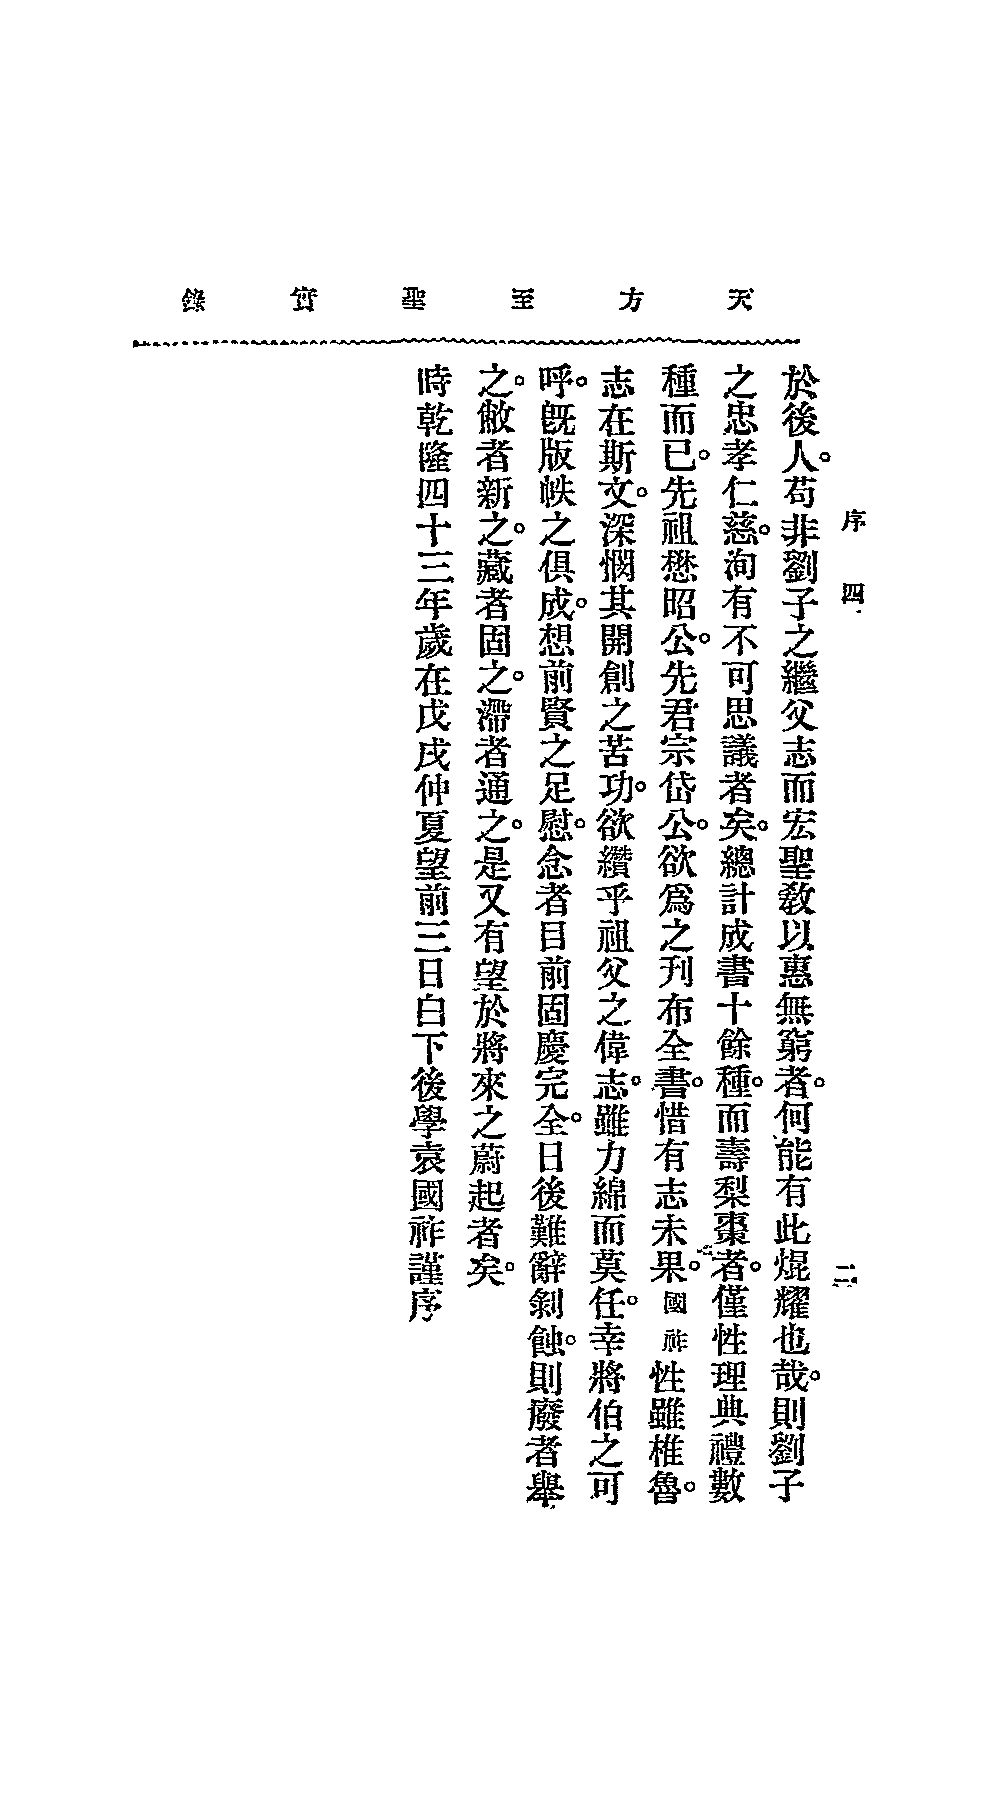 天方至聖實錄
序四　二
於後人。苟非劉子之繼父志而宏聖敎以惠無窮者。何能有此焜耀也哉。則劉子
之忠孝仁慈。洵有不可思議者矣。總計成書十餘種。而壽梨棗者。僅性理典禮數
種而已。先祖懋昭公。先君宗岱公。欲爲之刋布全書。惜有志未果。國祚性雖椎魯。
志在斯文。深憫其開創之苦功。欲纘乎祖父之偉志。雖力綿而莫任。幸將伯之可
呼。旣版帙之俱成。想前賢之足慰。念者目前固慶完全。日後難辭剝蝕。則廢者舉
之。敝者新之。藏者固之。滯者通之。是又有望於將來之蔚起者矣。
時乾隆四十三年歲在戊戌仲夏望前三日白下後學袁國祚謹序